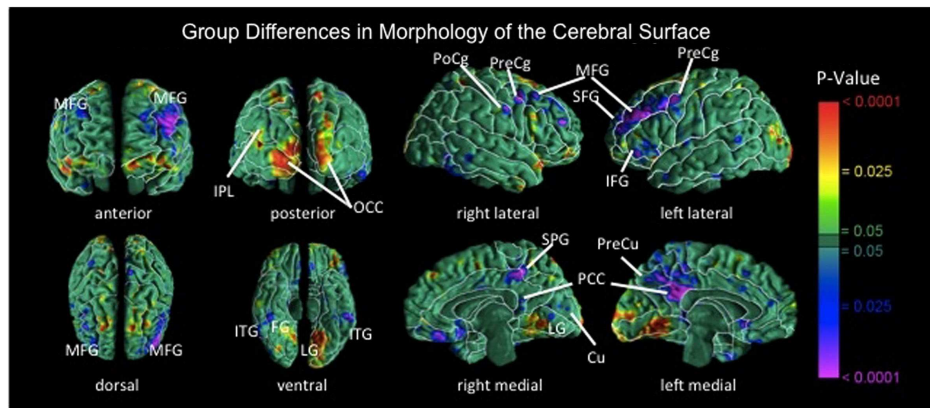 Group Differences in Morphology of the Cerebral Surface
PoCg
PreCg
MFG
SFG
PreCg
P-Value
MFG
MFG
IPL
OCC
IFG
anterior
posterior
right lateral
left lateral
< 0.0001
= 0.025
= 0.05
= 0.05
= 0.025
< 0.0001
SPG
PreCu
PCC
ITG
FG
LG
ITG
MFG
MFG
LG
Cu
dorsal
ventral
right medial
left medial